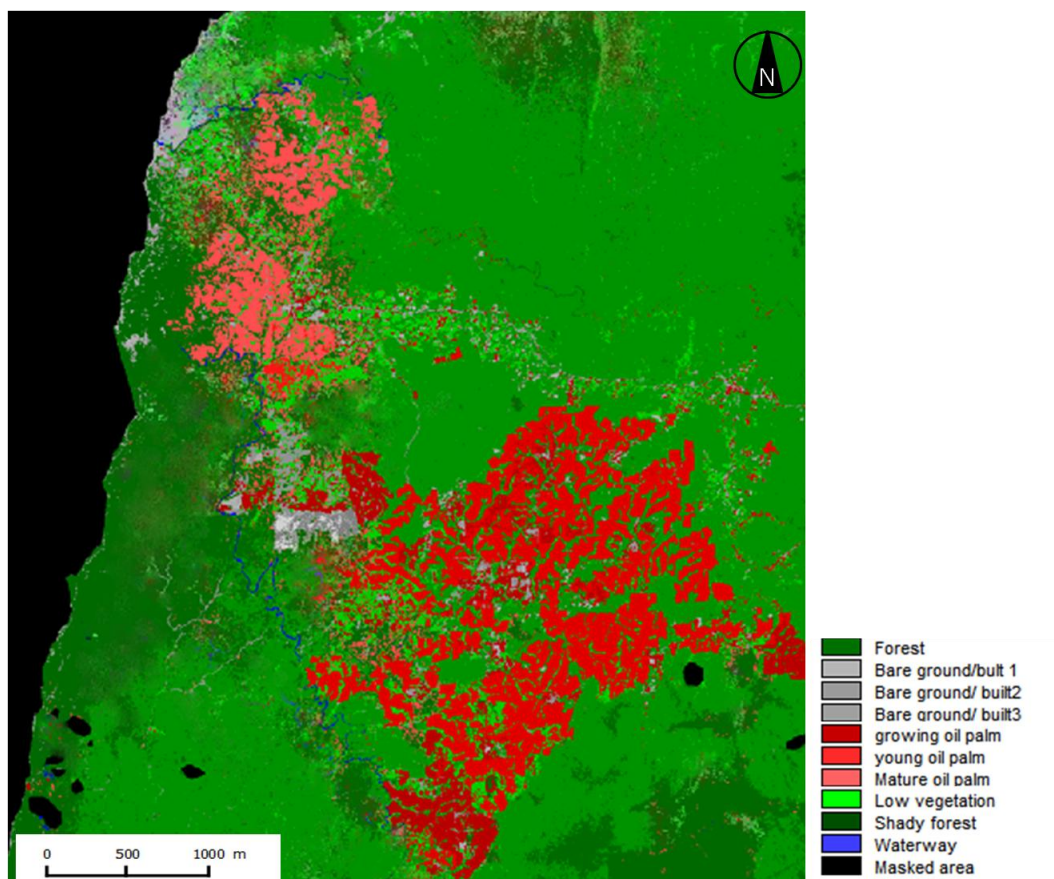 N
Forest
Bare ground/bult 1
Bare ground/ built2
Bare ground/ built3
growing oil palm
young oil palm
Mature oil palm
Low vegetation
Shady forest
Waterway
Masked area
0 500 1000 m